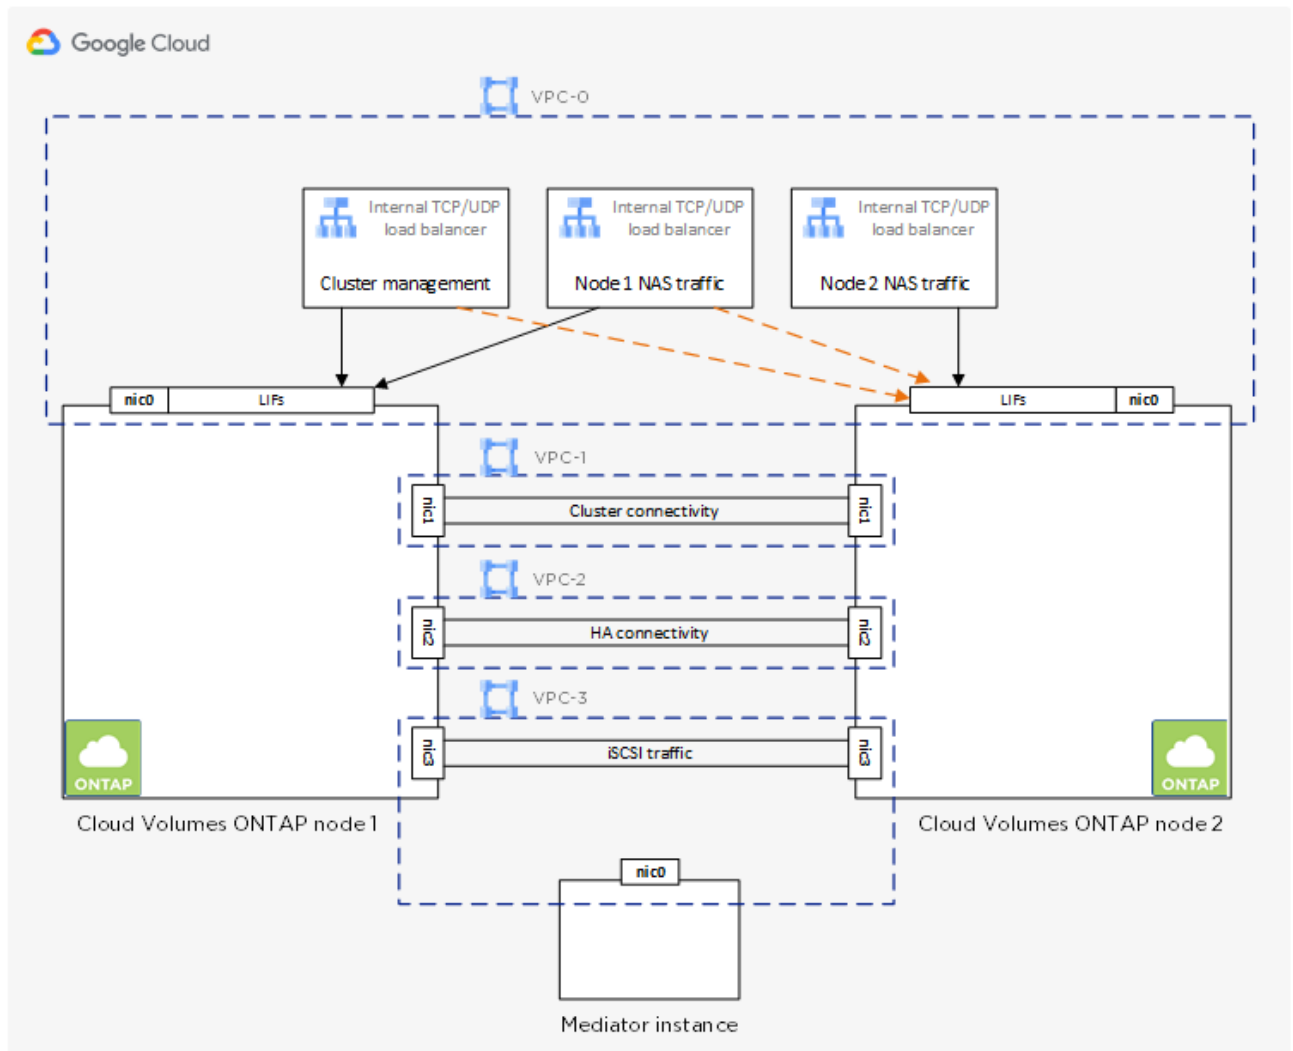 Google Cloud
VPC-0
Internal TCP/UDP
load balancer
Cluster management
Internal TCP/UDP
load balancer
Node 1 NAS traffic
Internal TCP/UDP
load balancer
Node 2 NAS traffic
nic0
LIFs
LIFs
nic0
VPC-1
nic1
Cluster connectivity
nic1
VPC-2
nic2
HA connectivity
nic2
VPC-3
nic3
iSCSI traffic
nic3
ONTAP
ONTAP
Cloud Volumes ONTAP node 1
Cloud Volumes ONTAP node 2
nic0
Mediator instance